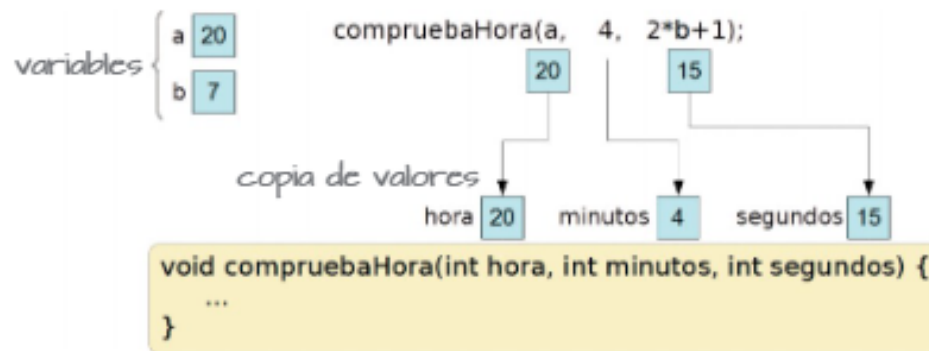 a 20 compruebaHora(a, 4, 2*b+1);
variables
b 7 20 15
copia de valores
hora 20 minutos 4 segundos 15
void compruebaHora(int hora, int minutos, int segundos) {
...
}